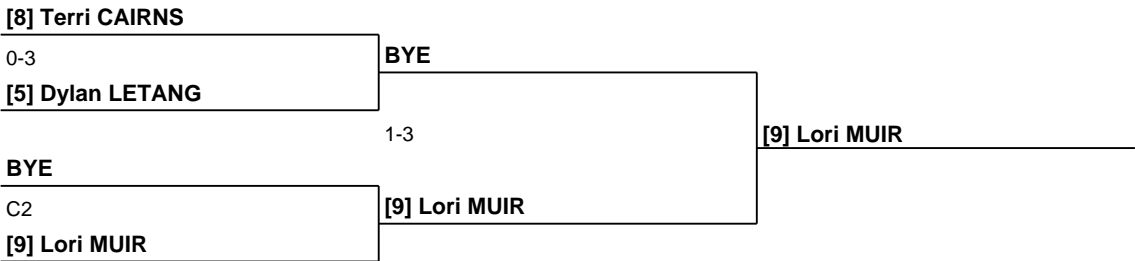 [8] Terri CAIRNS
0-3
BYE
[5] Dylan LETANG
1-3
[9] Lori MUIR
BYE
C2
[9] Lori MUIR
[9] Lori MUIR